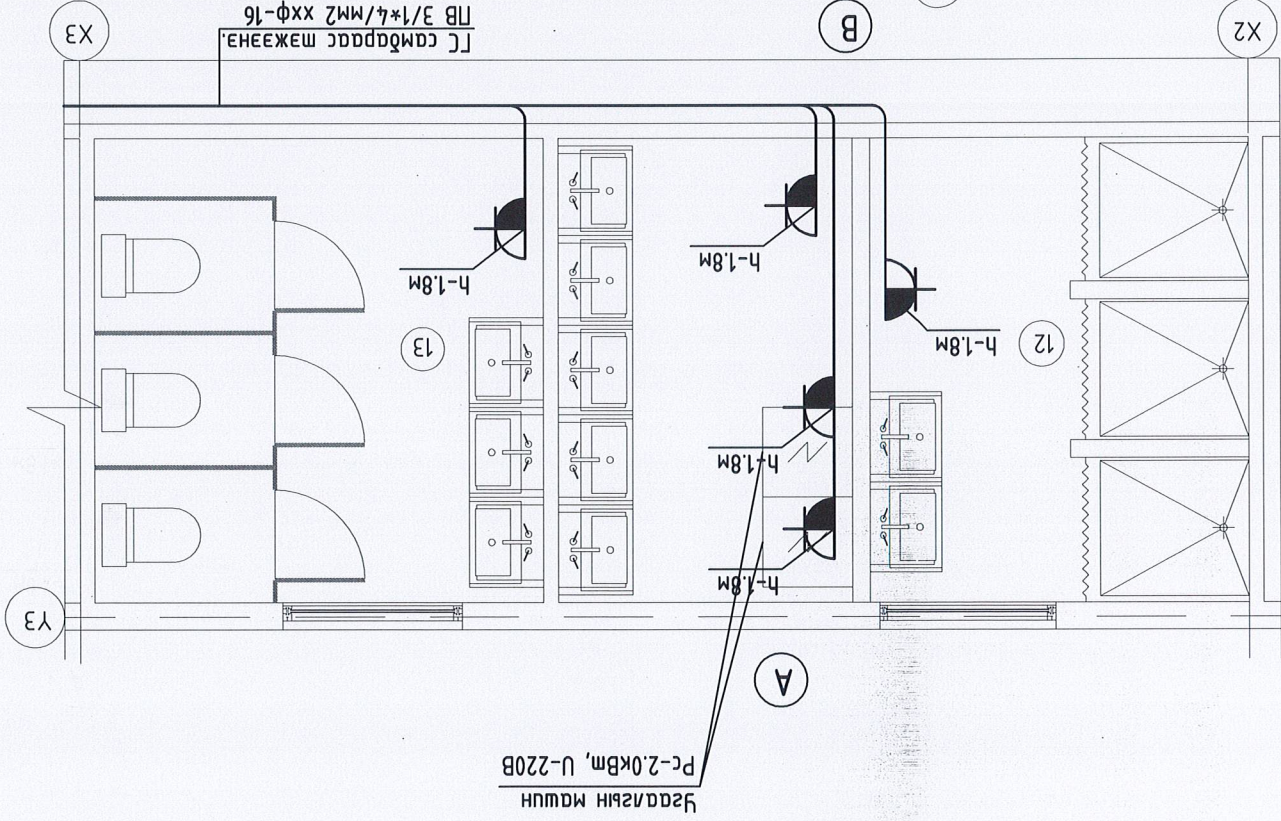 Угаалгын машин
Рс-2.0кВт, U-220В
A
Y3
h-1.8м
h-1.8м
13
12
h-1.8м
h-1.8м
h-1.8м
X2
B
X3
ГС самбараас тэжээнэ.
ПВ 3/1*4/мм2 ххф-16